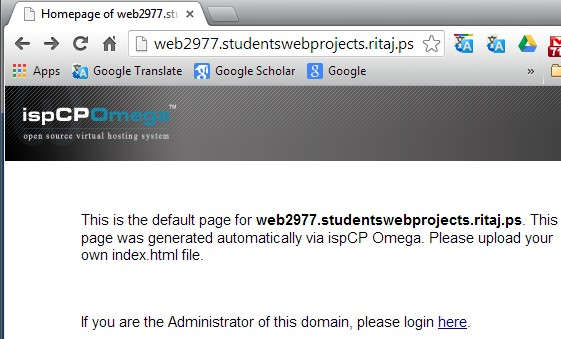 Homepage of web2977.st
web2977.studentswebprojects.ritaj.ps
Apps Google Translate Google Scholar Google »
ispCPOmega™
open source virtual hosting system
This is the default page for web2977.studentswebprojects.ritaj.ps. This
page was generated automatically via ispCP Omega. Please upload your
own index.html file.
If you are the Administrator of this domain, please login here.